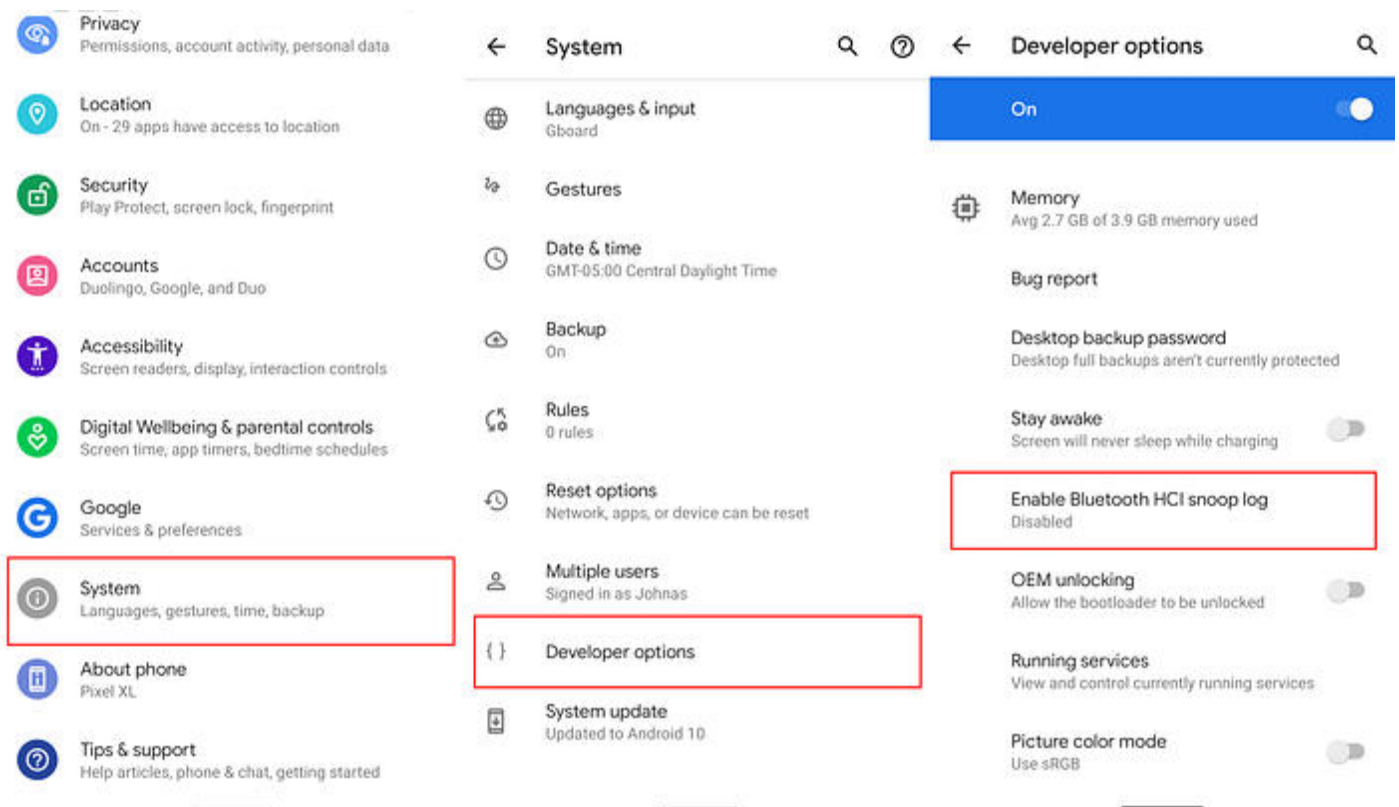 Privacy
Permissions, account activity, personal data
Location
On - 29 apps have access to location
Security
Play Protect, screen lock, fingerprint
Accounts
Duolingo, Google, and Duo
Accessibility
Screen readers, display, interaction controls
Digital Wellbeing & parental controls
Screen time, app timers, bedtime schedules
Google
Services & preferences
System
Languages, gestures, time, backup
About phone
Pixel XL
Tips & support
Help articles, phone & chat, getting started
System
Languages & input
Gboard
Gestures
Date & time
GMT-05:00 Central Daylight Time
Backup
On
Rules
0 rules
Reset options
Network, apps, or device can be reset
Multiple users
Signed in as Johnas
Developer options
System update
Updated to Android 10
Developer options
On
Memory
Avg 2.7 GB of 3.9 GB memory used
Bug report
Desktop backup password
Desktop full backups aren't currently protected
Stay awake
Screen will never sleep while charging
Enable Bluetooth HCI snoop log
Disabled
OEM unlocking
Allow the bootloader to be unlocked
Running services
View and control currently running services
Picture color mode
Use sRGB